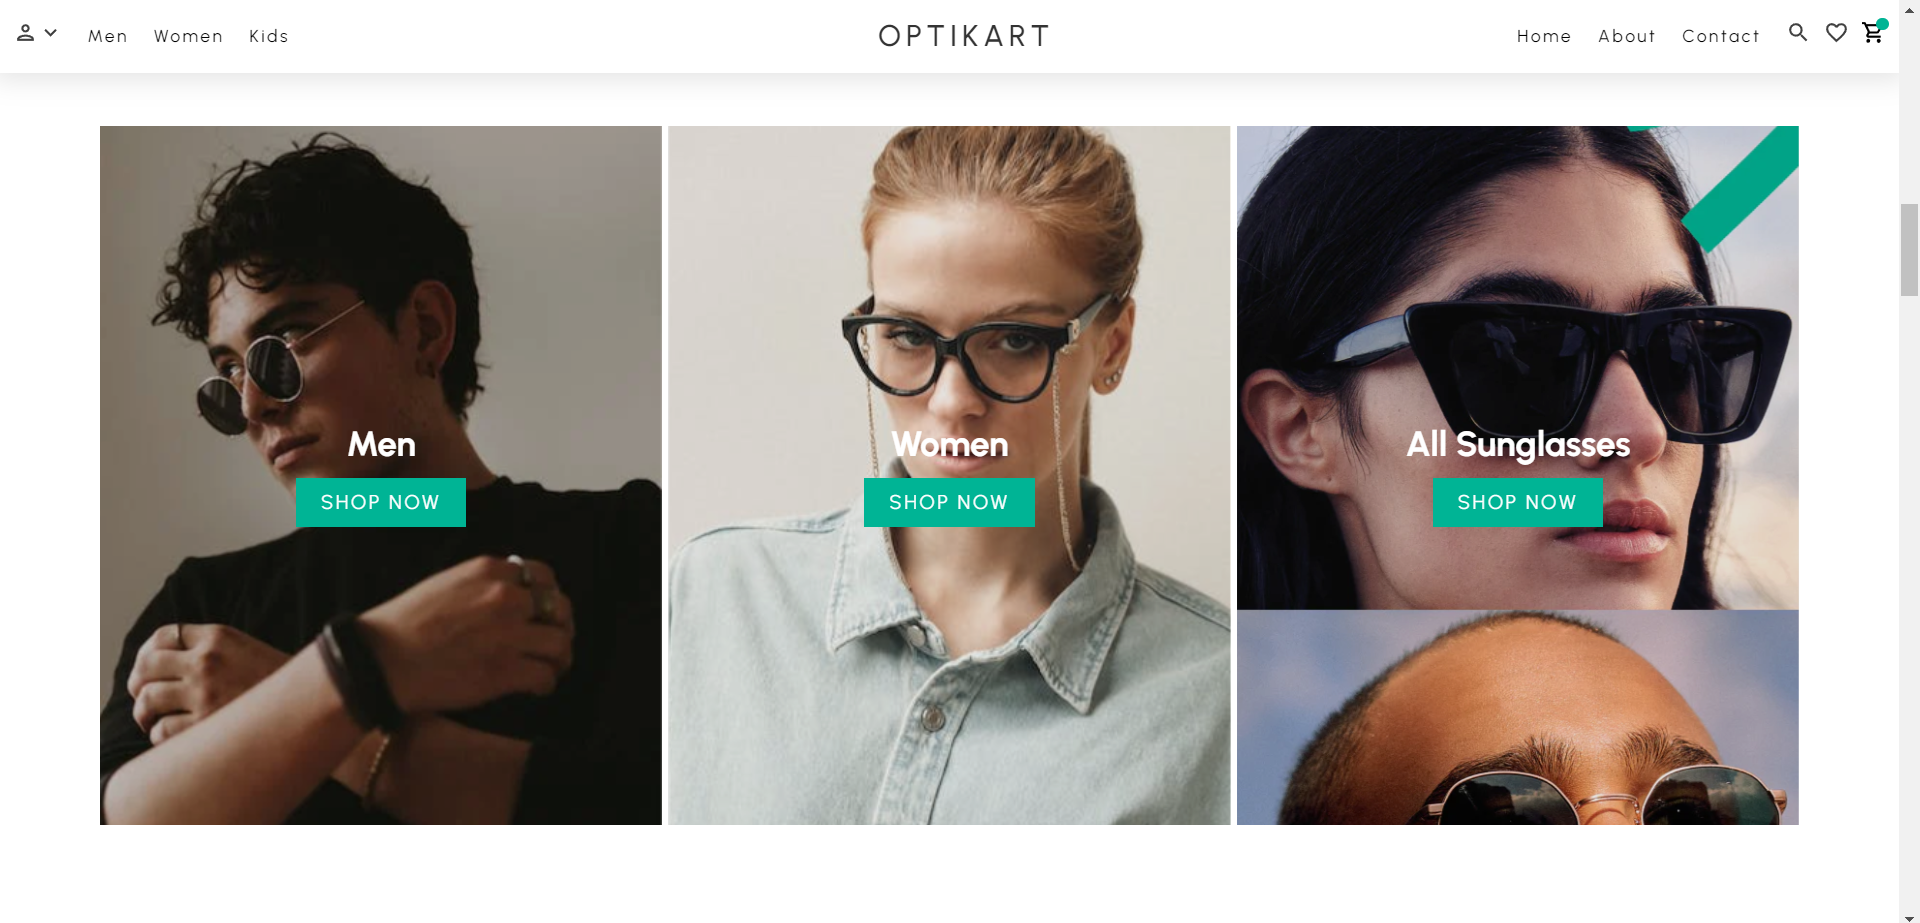 Men Women Kids OPTIKART Home About Contact
Men
SHOP NOW
Women
SHOP NOW
All Sunglasses
SHOP NOW